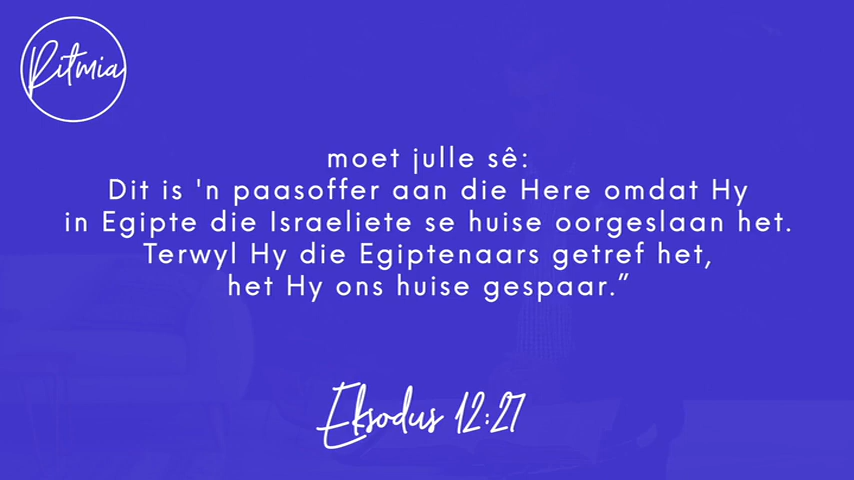 Ritmia
moet julle sê:
Dit is 'n paasoffer aan die Here omdat Hy
in Egipte die Israeliete se huise oorgeslaan het.
Terwyl Hy die Egiptenaars getref het,
het Hy ons huise gespaar.”
Eksodus 12:27